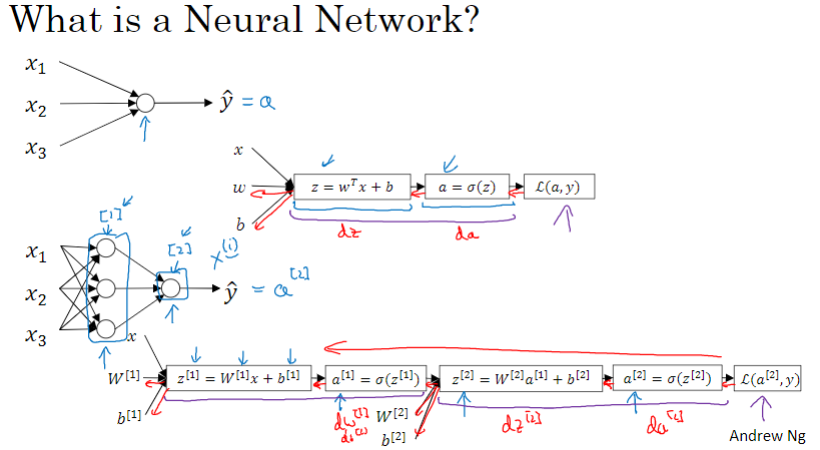 What is a Neural Network?
x₁
x₂
x₃
ŷ = a
x
w
b
z = wᵀx + b
a = σ(z)
ℒ(a, y)
dz
da
[1]
[2]
x⁽ⁱ⁾
x₁
x₂
x₃
ŷ = a[2]
x
W[1]
b[1]
z[1] = W[1]x + b[1]
a[1] = σ(z[1])
z[2] = W[2]a[1] + b[2]
a[2] = σ(z[2])
ℒ(a[2], y)
W[2]
b[2]
dz[2]
da[2]
Andrew Ng